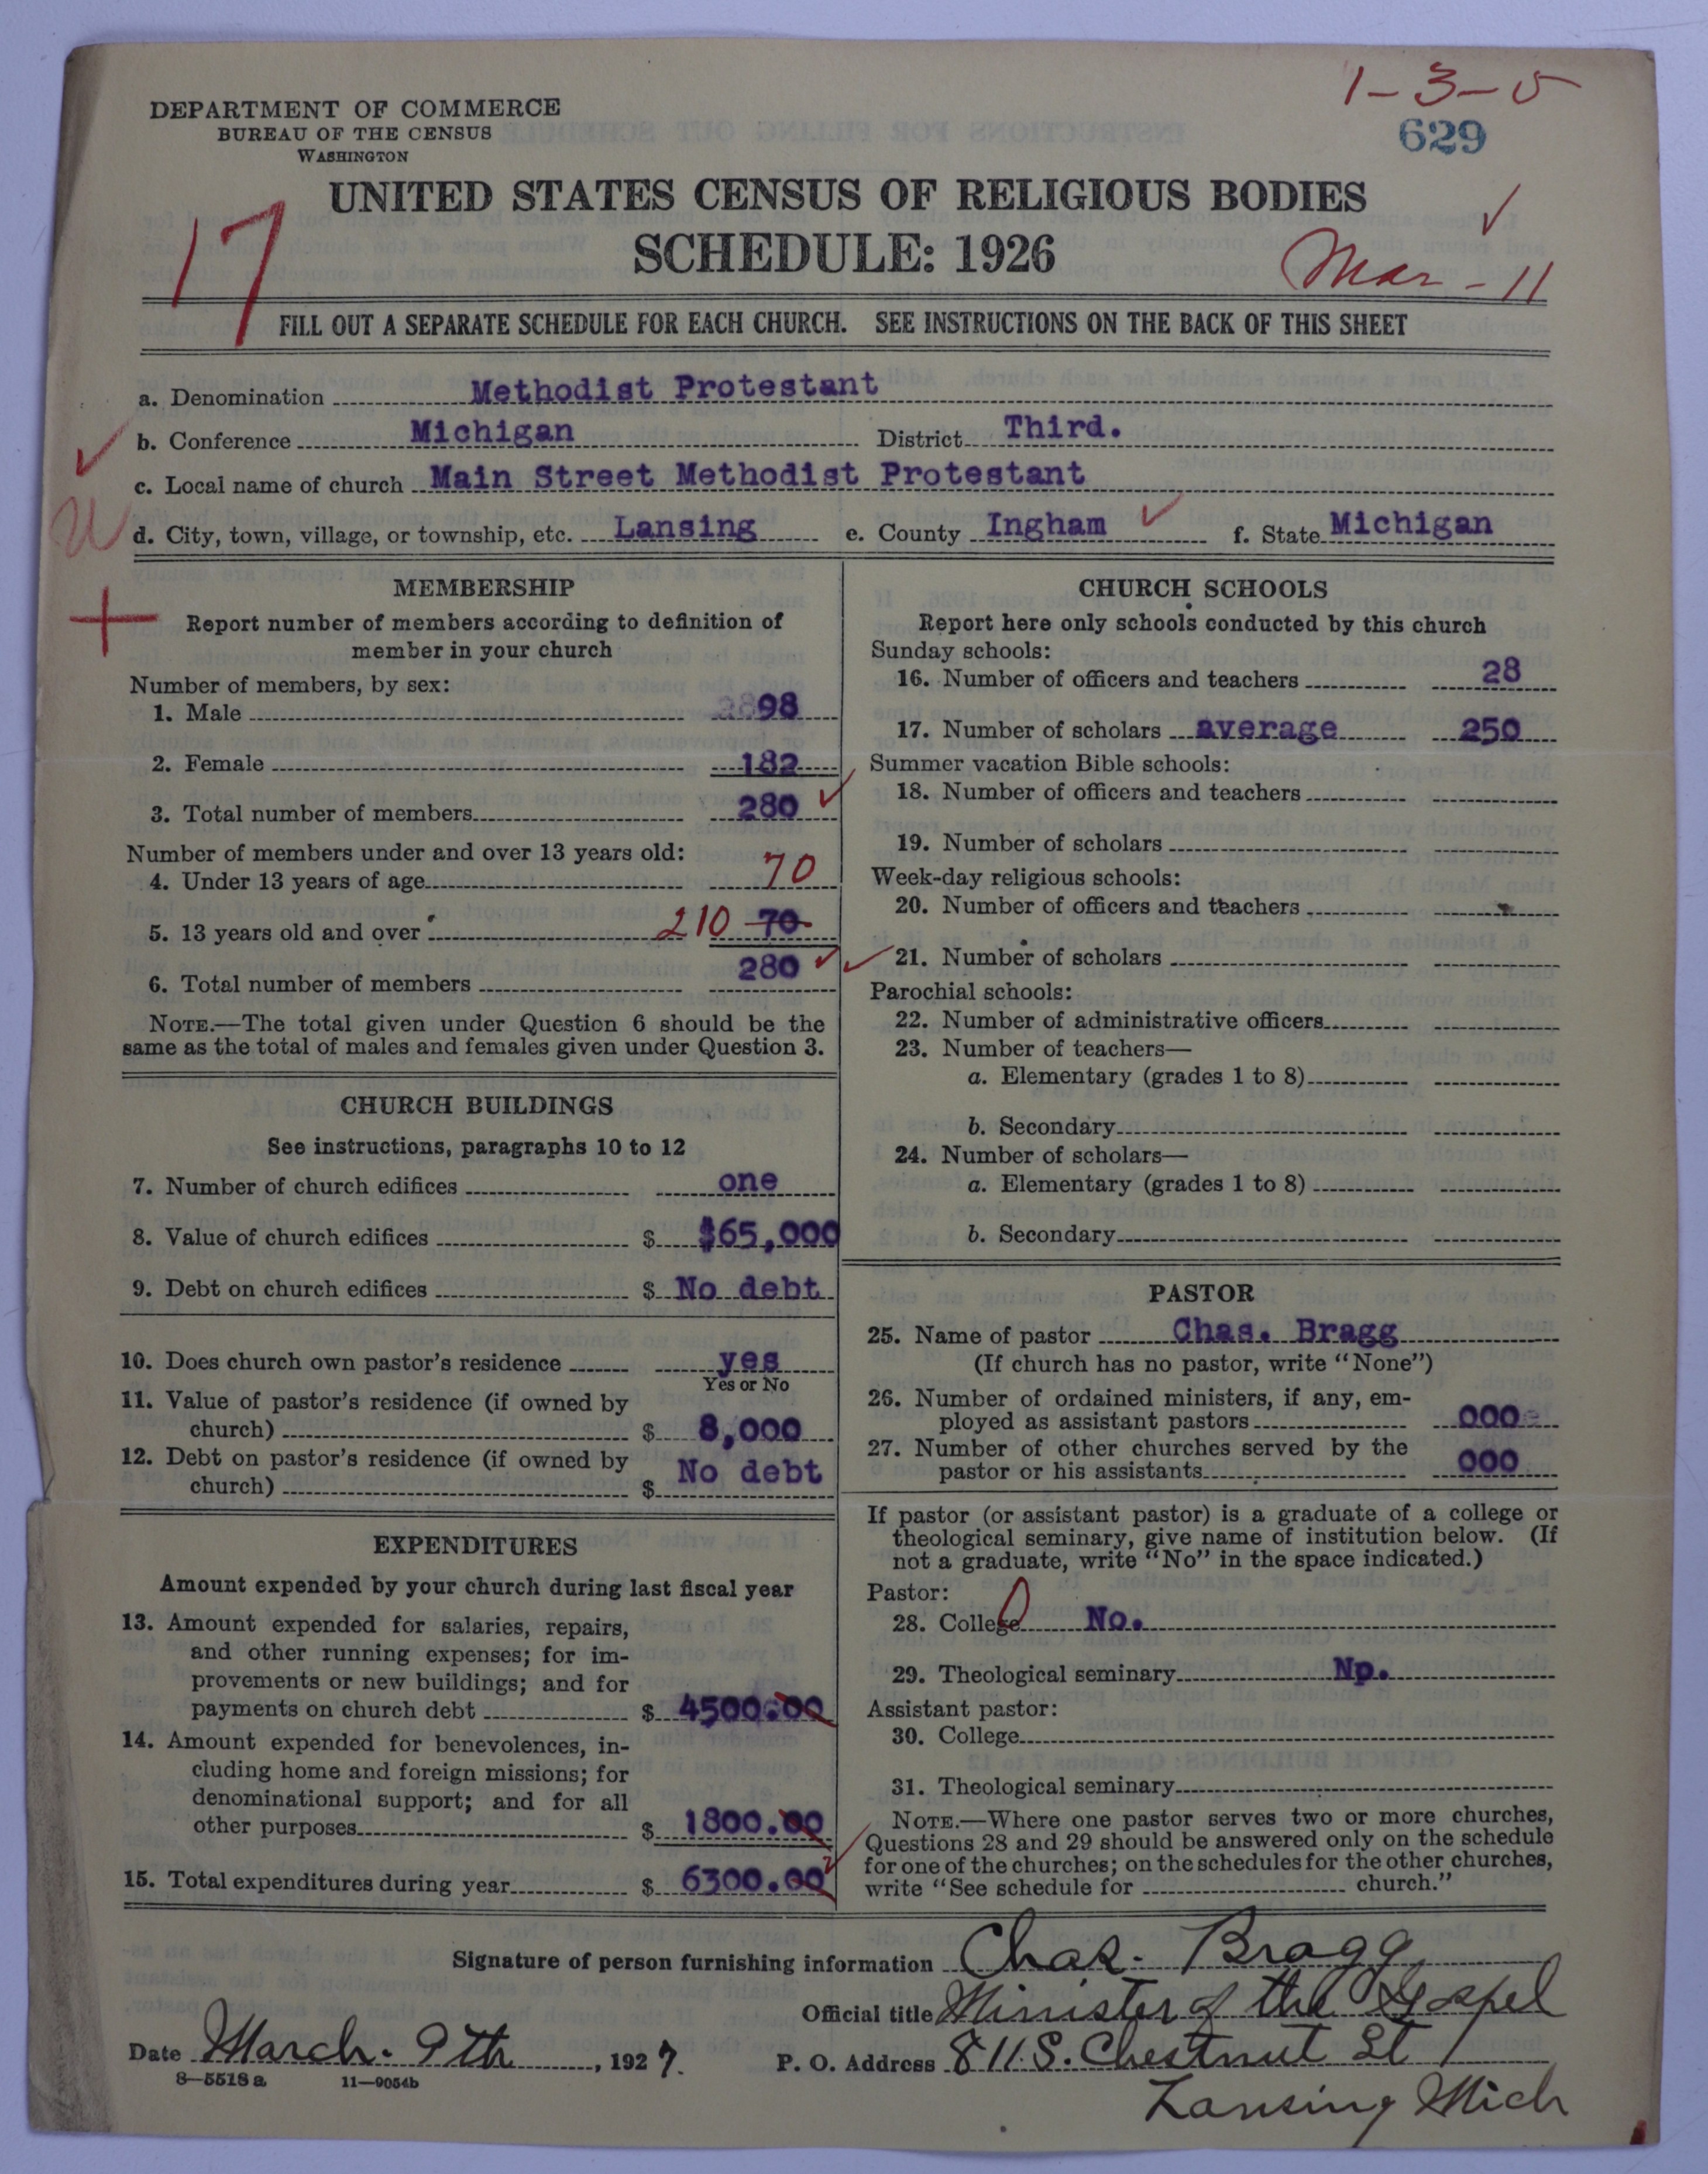 1-3-0
629
DEPARTMENT OF COMMERCE
BUREAU OF THE CENSUS
WASHINGTON
UNITED STATES CENSUS OF RELIGIOUS BODIES
SCHEDULE: 1926
17
Mar - 11
FILL OUT A SEPARATE SCHEDULE FOR EACH CHURCH. SEE INSTRUCTIONS ON THE BACK OF THIS SHEET
a. Denomination Methodist Protestant
b. Conference Michigan District Third.
c. Local name of church Main Street Methodist Protestant
d. City, town, village, or township, etc. Lansing e. County Ingham f. State Michigan
MEMBERSHIP
Report number of members according to definition of
member in your church
Number of members, by sex:
1. Male 98
2. Female 182
3. Total number of members 280
Number of members under and over 13 years old:
4. Under 13 years of age 70
5. 13 years old and over 210 70
6. Total number of members 280
NOTE.—The total given under Question 6 should be the
same as the total of males and females given under Question 3.
CHURCH BUILDINGS
See instructions, paragraphs 10 to 12
7. Number of church edifices one
8. Value of church edifices $ $65,000
9. Debt on church edifices $ No debt
10. Does church own pastor's residence yes
Yes or No
11. Value of pastor's residence (if owned by
church) $ 8,000
12. Debt on pastor's residence (if owned by
church) $ No debt
EXPENDITURES
Amount expended by your church during last fiscal year
13. Amount expended for salaries, repairs,
and other running expenses; for im-
provements or new buildings; and for
payments on church debt $ 4500.00
14. Amount expended for benevolences, in-
cluding home and foreign missions; for
denominational support; and for all
other purposes $ 1800.00
15. Total expenditures during year $ 6300.00
CHURCH SCHOOLS
Report here only schools conducted by this church
Sunday schools:
16. Number of officers and teachers 28
17. Number of scholars average 250
Summer vacation Bible schools:
18. Number of officers and teachers
19. Number of scholars
Week-day religious schools:
20. Number of officers and teachers
21. Number of scholars
Parochial schools:
22. Number of administrative officers
23. Number of teachers—
a. Elementary (grades 1 to 8)
b. Secondary
24. Number of scholars—
a. Elementary (grades 1 to 8)
b. Secondary
PASTOR
25. Name of pastor Chas. Bragg
(If church has no pastor, write "None")
26. Number of ordained ministers, if any, em-
ployed as assistant pastors 000
27. Number of other churches served by the
pastor or his assistants 000
If pastor (or assistant pastor) is a graduate of a college or
theological seminary, give name of institution below. (If
not a graduate, write "No" in the space indicated.)
Pastor:
28. College 0 No.
29. Theological seminary Np.
Assistant pastor:
30. College
31. Theological seminary
NOTE.—Where one pastor serves two or more churches,
Questions 28 and 29 should be answered only on the schedule
for one of the churches; on the schedules for the other churches,
write "See schedule for church."
Signature of person furnishing information Chas. Bragg
Official title Minister of the Gospel
Date March. 9th, 1927. P. O. Address 811 S. Chestnut St
8—5518a 11—9054b
Lansing Mich